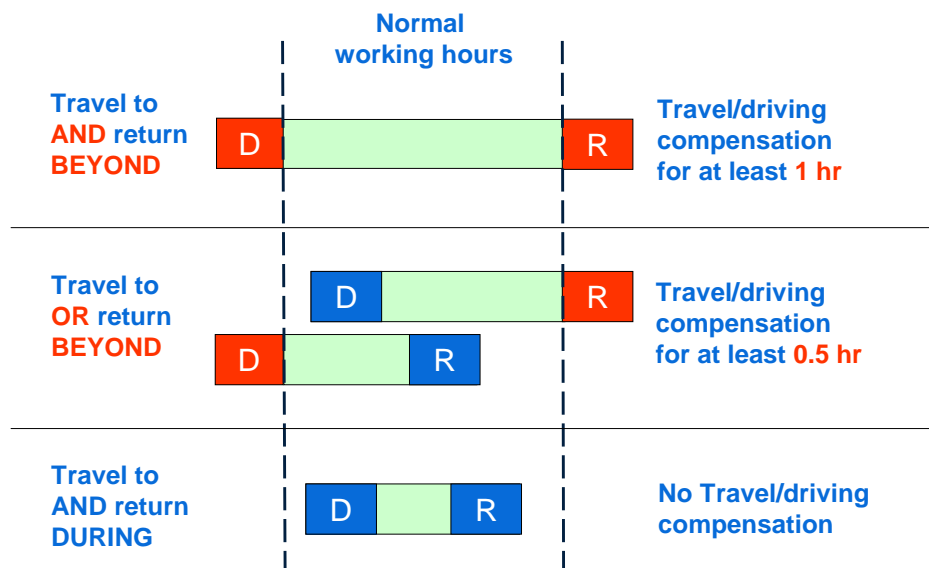 Normal
working hours
Travel to
AND return
BEYOND
D
R
Travel/driving
compensation
for at least 1 hr
Travel to
OR return
BEYOND
D
R
D
R
Travel/driving
compensation
for at least 0.5 hr
Travel to
AND return
DURING
D
R
No Travel/driving
compensation